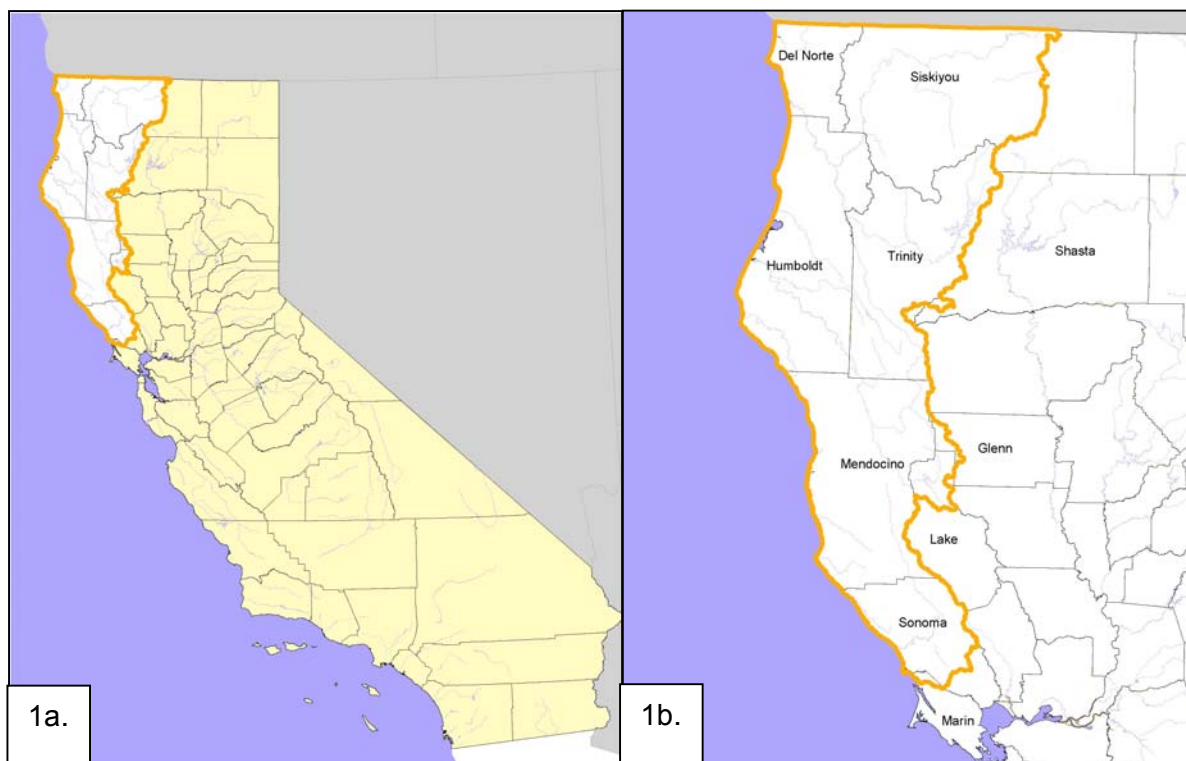 Del Norte
Siskiyou
Shasta
Trinity
Humboldt
Glenn
Mendocino
Lake
Sonoma
1a.
1b.
Marin